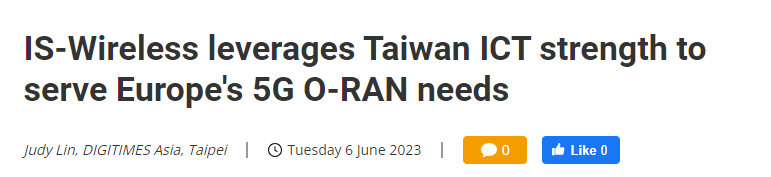 IS-Wireless leverages Taiwan ICT strength to
serve Europe's 5G O-RAN needs
Judy Lin, DIGITIMES Asia, Taipei | Tuesday 6 June 2023 | 0 Like 0